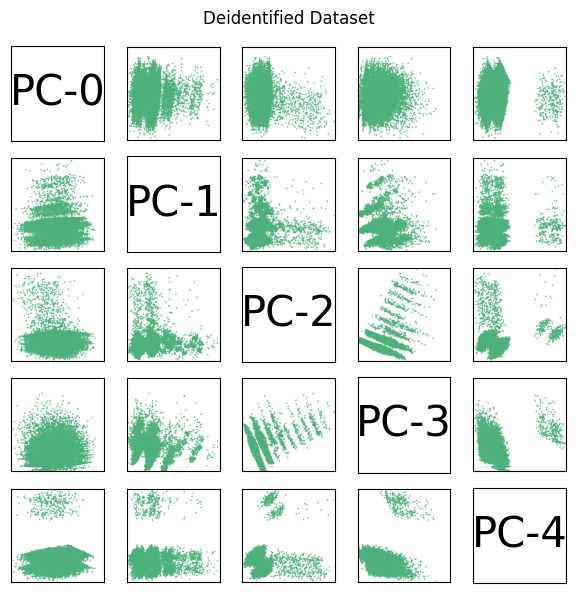 Deidentified Dataset
PC-0
PC-1
PC-2
PC-3
PC-4